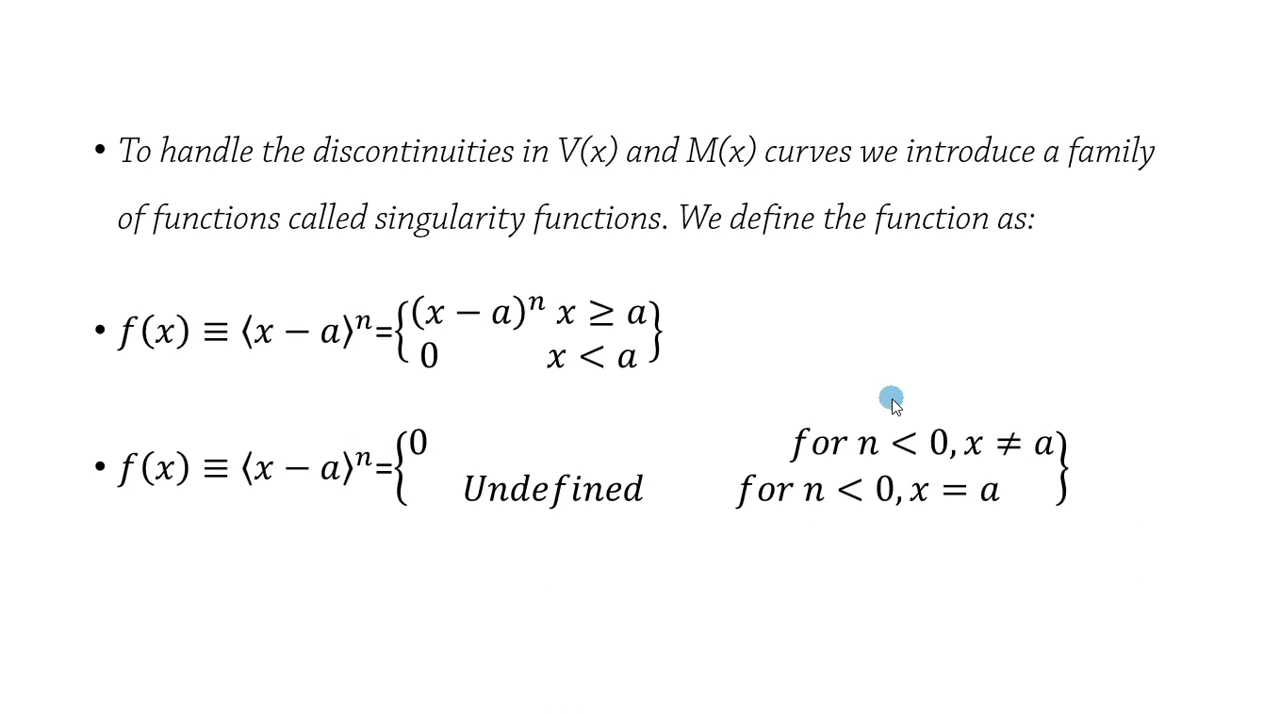 • To handle the discontinuities in V(x) and M(x) curves we introduce a family
of functions called singularity functions. We define the function as:
• f(x) ≡ ⟨x − a⟩ⁿ={(x − a)ⁿ x ≥ a
0 x < a}
• f(x) ≡ ⟨x − a⟩ⁿ={0 for n < 0, x ≠ a
Undefined for n < 0, x = a}